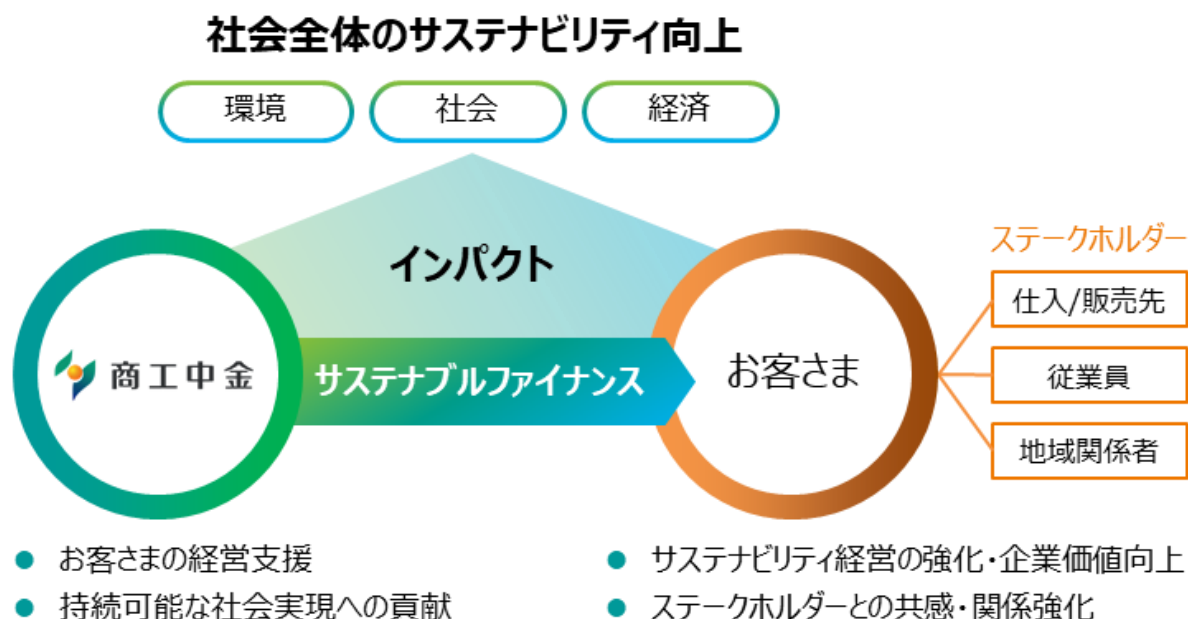 社会全体のサステナビリティ向上
環境
社会
経済
インパクト
商工中金
サステナブルファイナンス
お客さま
ステークホルダー
仕入/販売先
従業員
地域関係者
● お客さまの経営支援
● 持続可能な社会実現への貢献
● サステナビリティ経営の強化・企業価値向上
● ステークホルダーとの共感・関係強化